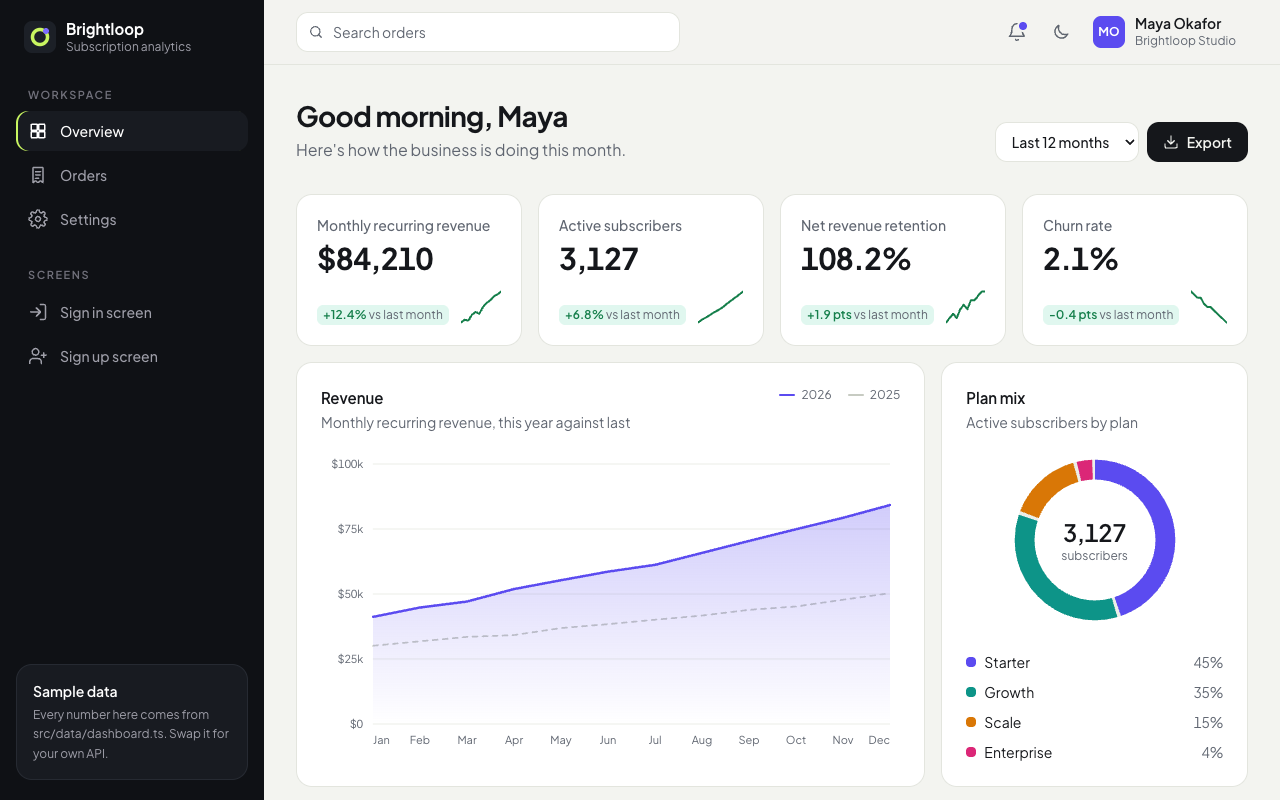 Brightloop
Subscription analytics
WORKSPACE
Overview
Orders
Settings
SCREENS
Sign in screen
Sign up screen
Sample data
Every number here comes from
src/data/dashboard.ts. Swap it for
your own API.
Search orders
MO
Maya Okafor
Brightloop Studio
Good morning, Maya
Here's how the business is doing this month.
Last 12 months
Export
Monthly recurring revenue
$84,210
+12.4% vs last month
Active subscribers
3,127
+6.8% vs last month
Net revenue retention
108.2%
+1.9 pts vs last month
Churn rate
2.1%
-0.4 pts vs last month
Revenue
Monthly recurring revenue, this year against last
2026
2025
$100k
$75k
$50k
$25k
$0
Jan Feb Mar Apr May Jun Jul Aug Sep Oct Nov Dec
Plan mix
Active subscribers by plan
3,127
subscribers
Starter 45%
Growth 35%
Scale 15%
Enterprise 4%